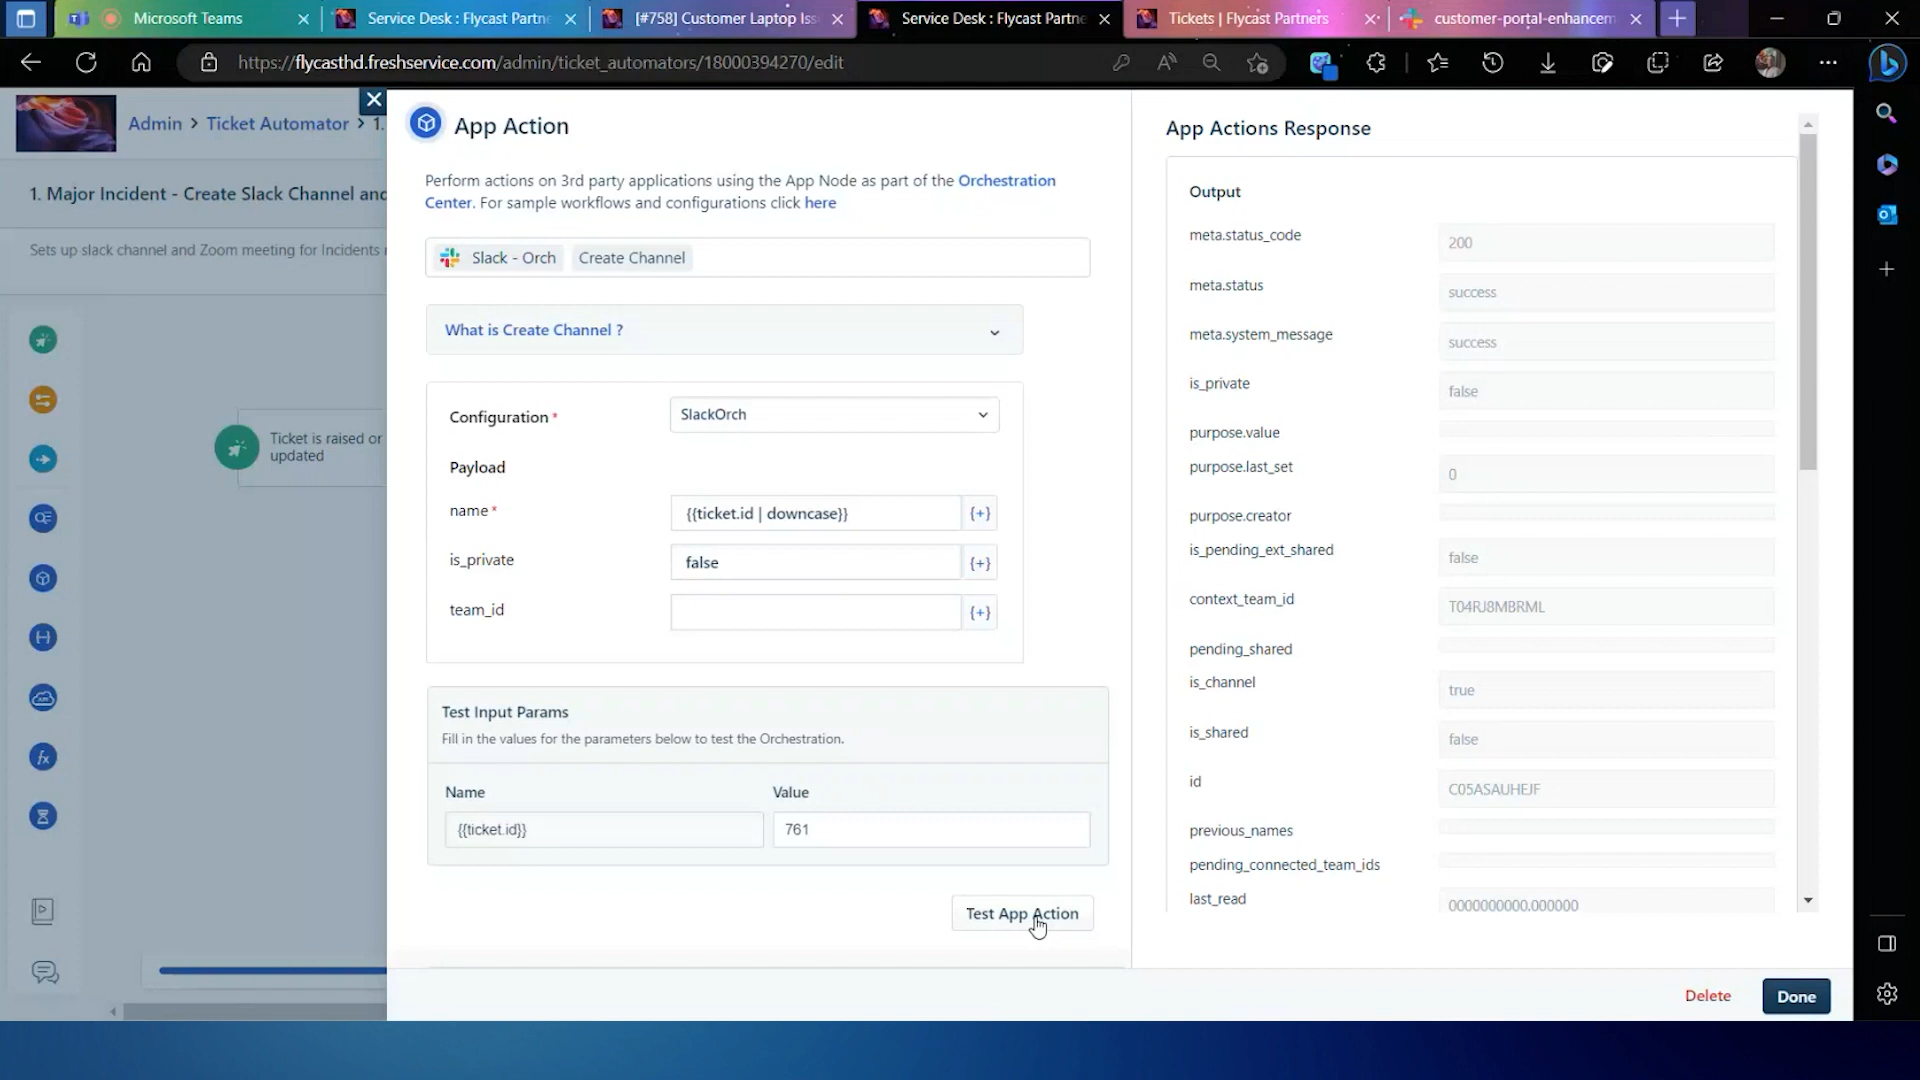 Microsoft Teams
Service Desk : Flycast Partne
[#758] Customer Laptop Iss
Service Desk : Flycast Partne
Tickets | Flycast Partners
customer-portal-enhancem
https://flycasthd.freshservice.com/admin/ticket_automators/18000394270/edit
Admin > Ticket Automator > 1.
1. Major Incident - Create Slack Channel and
Sets up slack channel and Zoom meeting for Incidents
Ticket is raised or
updated
App Action
Perform actions on 3rd party applications using the App Node as part of the Orchestration
Center. For sample workflows and configurations click here
Slack - Orch Create Channel
What is Create Channel ?
Configuration * SlackOrch
Payload
name * {{ticket.id | downcase}} {+}
is_private false {+}
team_id {+}
Test Input Params
Fill in the values for the parameters below to test the Orchestration.
Name Value
{{ticket.id}} 761
Test App Action
App Actions Response
Output
meta.status_code 200
meta.status success
meta.system_message success
is_private false
purpose.value
purpose.last_set 0
purpose.creator
is_pending_ext_shared false
context_team_id T04RJ8MBRML
pending_shared
is_channel true
is_shared false
id C05ASAUHEJF
previous_names
pending_connected_team_ids
last_read 0000000000.000000
Delete Done